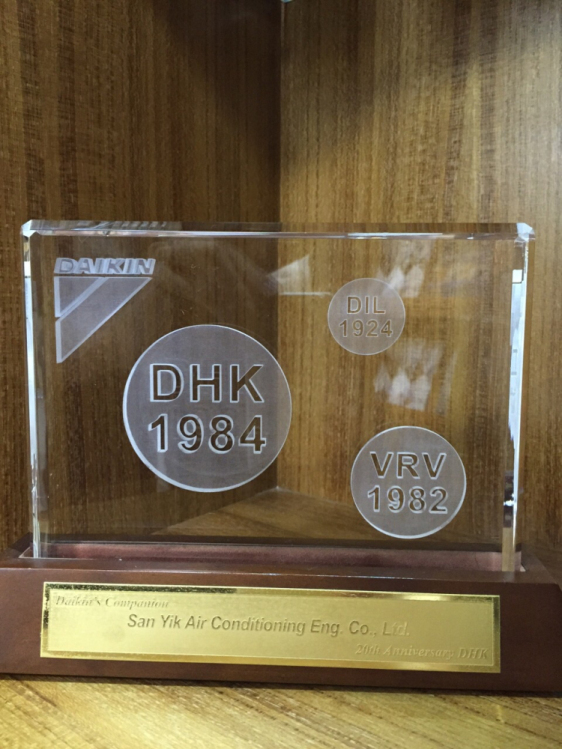 DAIKIN
DIL
1924
DHK
1984
VRV
1982
Daikin's Companion
San Yik Air Conditioning Eng. Co., Ltd.
20th Anniversary DHK